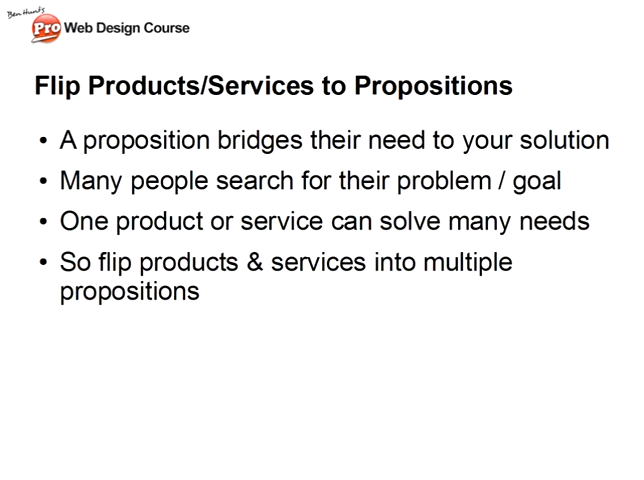 Ben Hunt's
Pro Web Design Course
Flip Products/Services to Propositions
• A proposition bridges their need to your solution
• Many people search for their problem / goal
• One product or service can solve many needs
• So flip products & services into multiple
propositions